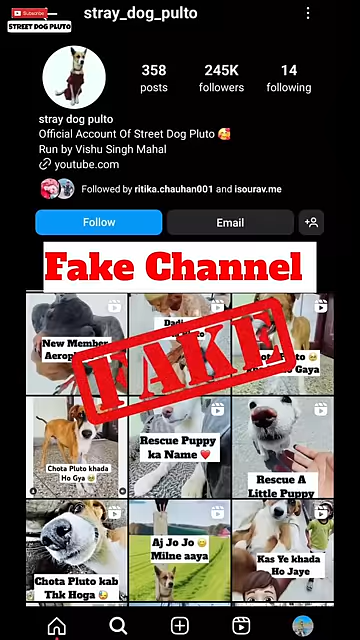 Subscribe
STREET DOG PLUTO
stray_dog_pulto
358
posts
245K
followers
14
following
stray dog pulto
Official Account Of Street Dog Pluto 🥰
Run by Vishu Singh Mahal
youtube.com
Followed by ritika.chauhan001 and isourav.me
Follow
Email
Fake Channel
New Member
FAKE
Gaya
Chota Pluto khada
Ho Gya 🥹
Rescue Puppy
ka Name ❤️
Rescue A
Little Puppy
Chota Pluto kab
Thk Hoga 😥
Aj Jo Jo 🥹
Milne aaya
Kas Ye khada
Ho Jaye